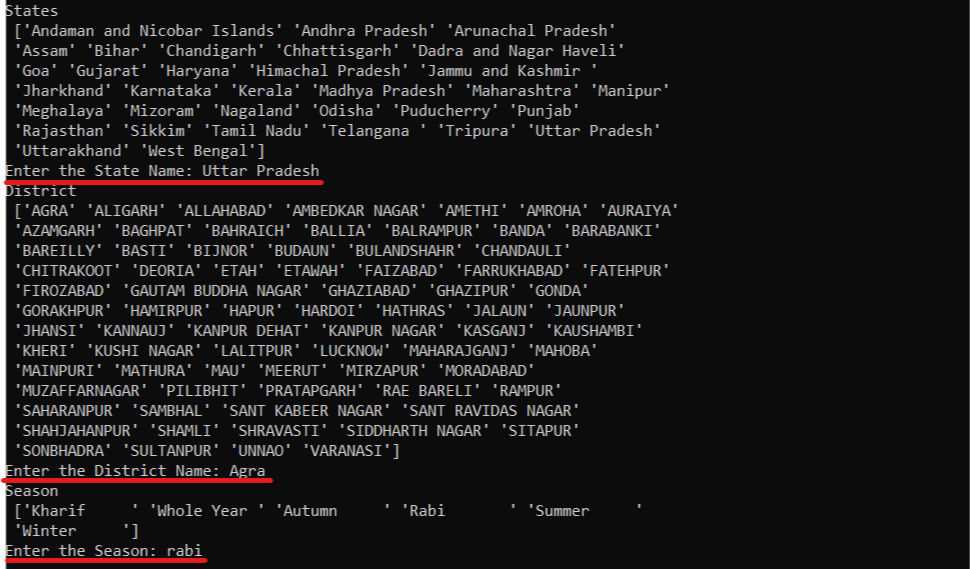 States
['Andaman and Nicobar Islands' 'Andhra Pradesh' 'Arunachal Pradesh'
'Assam' 'Bihar' 'Chandigarh' 'Chhattisgarh' 'Dadra and Nagar Haveli'
'Goa' 'Gujarat' 'Haryana' 'Himachal Pradesh' 'Jammu and Kashmir '
'Jharkhand' 'Karnataka' 'Kerala' 'Madhya Pradesh' 'Maharashtra' 'Manipur'
'Meghalaya' 'Mizoram' 'Nagaland' 'Odisha' 'Puducherry' 'Punjab'
'Rajasthan' 'Sikkim' 'Tamil Nadu' 'Telangana ' 'Tripura' 'Uttar Pradesh'
'Uttarakhand' 'West Bengal']
Enter the State Name: Uttar Pradesh
District
['AGRA' 'ALIGARH' 'ALLAHABAD' 'AMBEDKAR NAGAR' 'AMETHI' 'AMROHA' 'AURAIYA'
'AZAMGARH' 'BAGHPAT' 'BAHRAICH' 'BALLIA' 'BALRAMPUR' 'BANDA' 'BARABANKI'
'BAREILLY' 'BASTI' 'BIJNOR' 'BUDAUN' 'BULANDSHAHR' 'CHANDAULI'
'CHITRAKOOT' 'DEORIA' 'ETAH' 'ETAWAH' 'FAIZABAD' 'FARRUKHABAD' 'FATEHPUR'
'FIROZABAD' 'GAUTAM BUDDHA NAGAR' 'GHAZIABAD' 'GHAZIPUR' 'GONDA'
'GORAKHPUR' 'HAMIRPUR' 'HAPUR' 'HARDOI' 'HATHRAS' 'JALAUN' 'JAUNPUR'
'JHANSI' 'KANNAUJ' 'KANPUR DEHAT' 'KANPUR NAGAR' 'KASGANJ' 'KAUSHAMBI'
'KHERI' 'KUSHI NAGAR' 'LALITPUR' 'LUCKNOW' 'MAHARAJGANJ' 'MAHOBA'
'MAINPURI' 'MATHURA' 'MAU' 'MEERUT' 'MIRZAPUR' 'MORADABAD'
'MUZAFFARNAGAR' 'PILIBHIT' 'PRATAPGARH' 'RAE BARELI' 'RAMPUR'
'SAHARANPUR' 'SAMBHAL' 'SANT KABEER NAGAR' 'SANT RAVIDAS NAGAR'
'SHAHJAHANPUR' 'SHAMLI' 'SHRAVASTI' 'SIDDHARTH NAGAR' 'SITAPUR'
'SONBHADRA' 'SULTANPUR' 'UNNAO' 'VARANASI']
Enter the District Name: Agra
Season
['Kharif     ' 'Whole Year ' 'Autumn     ' 'Rabi       ' 'Summer     '
'Winter     ']
Enter the Season: rabi